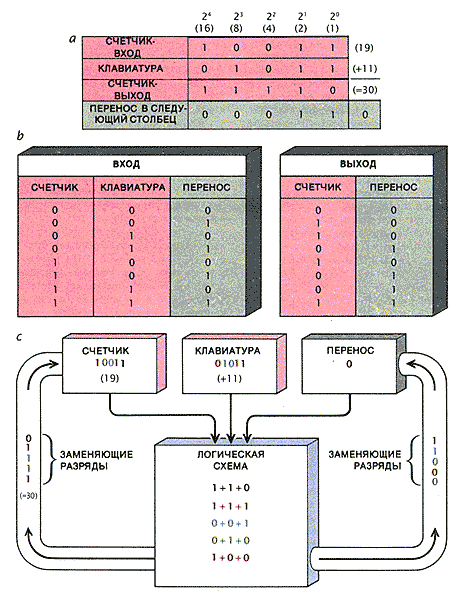 a
2⁴ 2³ 2² 2¹ 2⁰
(16) (8) (4) (2) (1)
СЧЕТЧИК-
ВХОД 1 0 0 1 1 (19)
КЛАВИАТУРА 0 1 0 1 1 (+11)
СЧЕТЧИК-
ВЫХОД 1 1 1 1 0 (=30)
ПЕРЕНОС В СЛЕДУ-
ЮЩИЙ СТОЛБЕЦ 0 0 0 1 1 0
b
ВХОД
СЧЕТЧИК КЛАВИАТУРА ПЕРЕНОС
0 0 0
0 0 1
0 1 0
0 1 1
1 0 0
1 0 1
1 1 0
1 1 1
ВЫХОД
СЧЕТЧИК ПЕРЕНОС
0 0
1 0
1 0
0 1
1 0
0 1
0 1
1 1
c
СЧЕТЧИК
10011
(19)
КЛАВИАТУРА
01011
(+11)
ПЕРЕНОС
0
0
1
1
1
1
(=30)
ЗАМЕНЯЮЩИЕ
РАЗРЯДЫ
ЛОГИЧЕСКАЯ
СХЕМА
1+1+0
1+1+1
0+0+1
0+1+0
1+0+0
ЗАМЕНЯЮЩИЕ
РАЗРЯДЫ
1
1
0
0
0